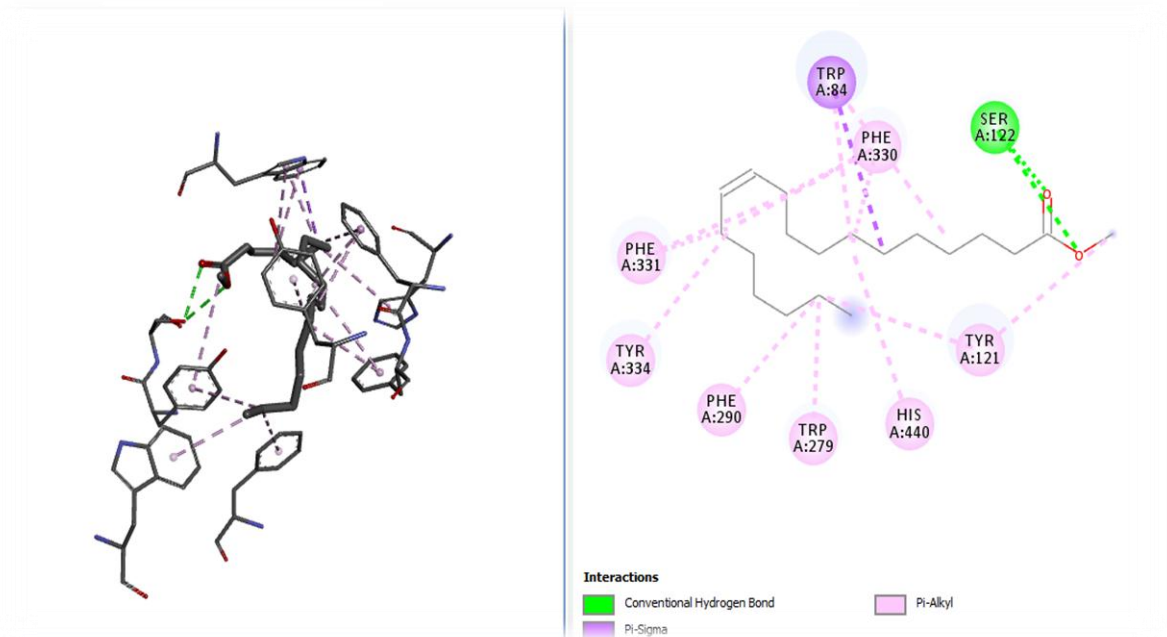 TRP
A:84
SER
A:122
PHE
A:330
O
PHE
A:331
O
TYR
A:334
TYR
A:121
PHE
A:290
TRP
A:279
HIS
A:440
Interactions
Conventional Hydrogen Bond
Pi-Alkyl
Pi-Sigma